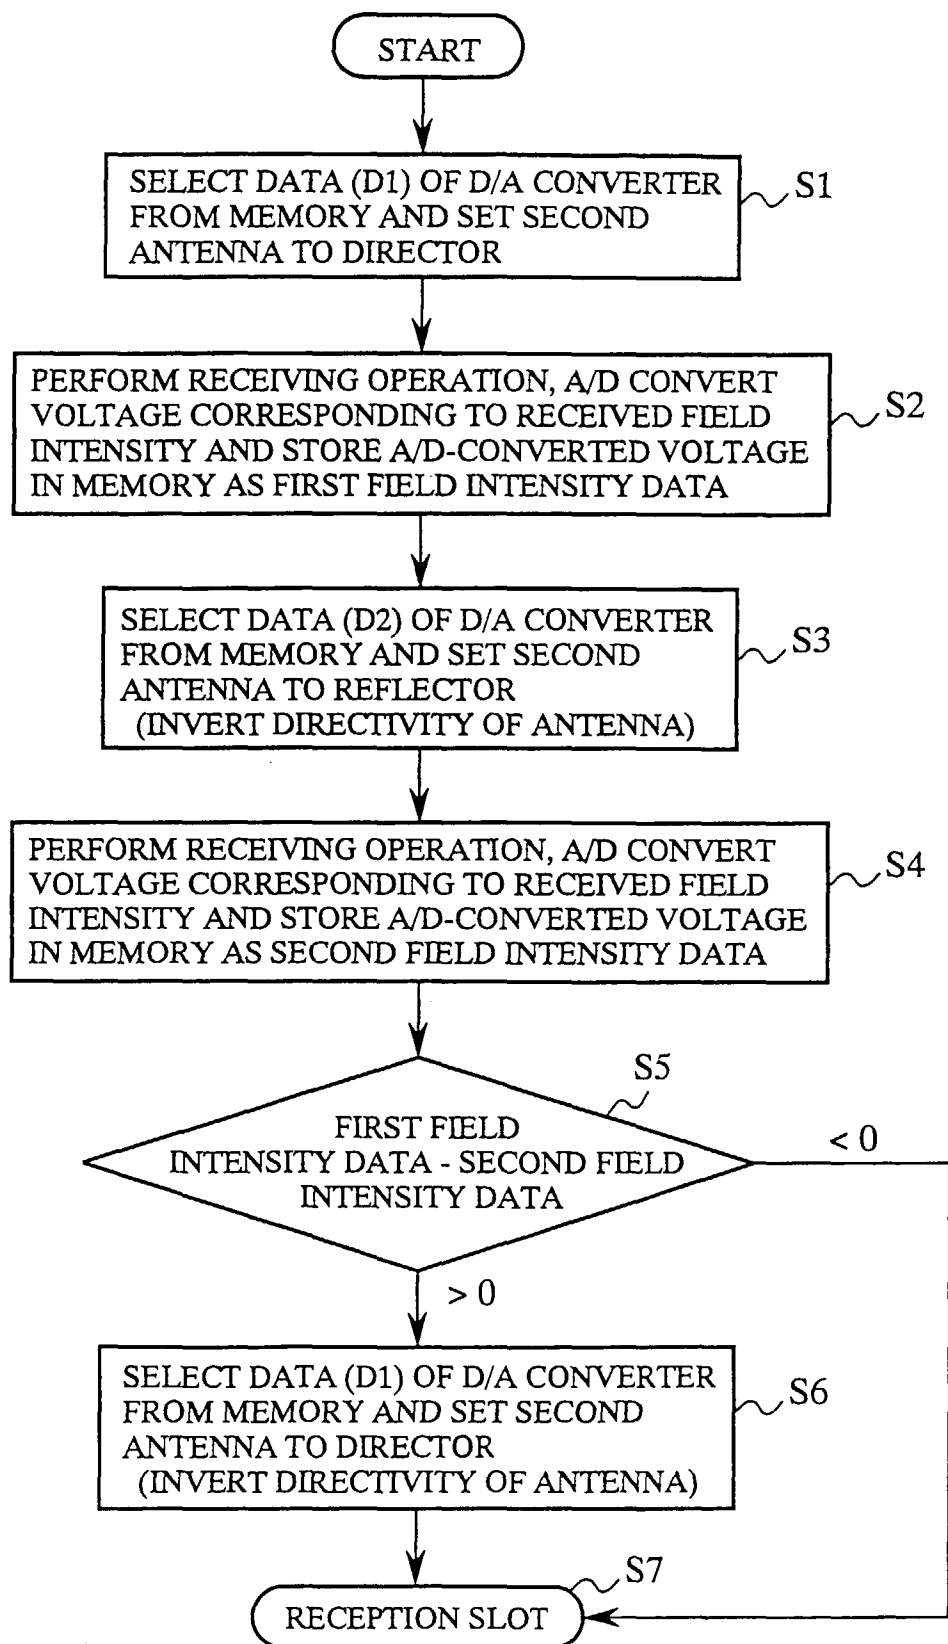 START
SELECT DATA (D1) OF D/A CONVERTER
FROM MEMORY AND SET SECOND
ANTENNA TO DIRECTOR
S1
PERFORM RECEIVING OPERATION, A/D CONVERT
VOLTAGE CORRESPONDING TO RECEIVED FIELD
INTENSITY AND STORE A/D-CONVERTED VOLTAGE
IN MEMORY AS FIRST FIELD INTENSITY DATA
S2
SELECT DATA (D2) OF D/A CONVERTER
FROM MEMORY AND SET SECOND
ANTENNA TO REFLECTOR
(INVERT DIRECTIVITY OF ANTENNA)
S3
PERFORM RECEIVING OPERATION, A/D CONVERT
VOLTAGE CORRESPONDING TO RECEIVED FIELD
INTENSITY AND STORE A/D-CONVERTED VOLTAGE
IN MEMORY AS SECOND FIELD INTENSITY DATA
S4
S5
FIRST FIELD
INTENSITY DATA - SECOND FIELD
INTENSITY DATA
< 0
> 0
SELECT DATA (D1) OF D/A CONVERTER
FROM MEMORY AND SET SECOND
ANTENNA TO DIRECTOR
(INVERT DIRECTIVITY OF ANTENNA)
S6
S7
RECEPTION SLOT